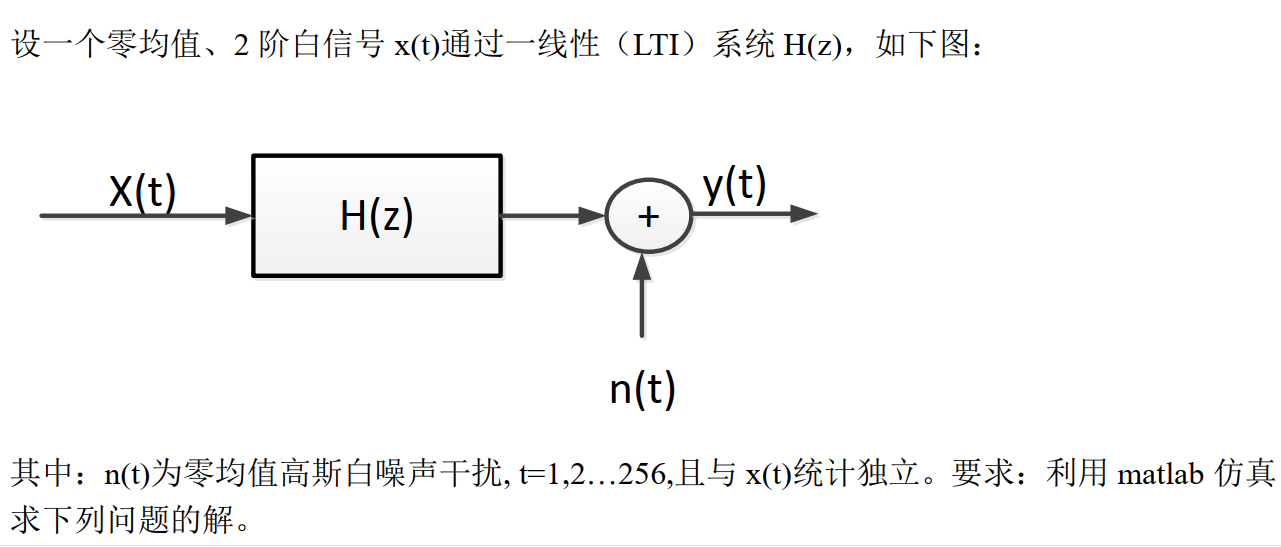 设一个零均值、2 阶白信号 x(t)通过一线性（LTI）系统 H(z)，如下图：
X(t)
H(z)
+
y(t)
n(t)
其中：n(t)为零均值高斯白噪声干扰, t=1,2…256,且与 x(t)统计独立。要求：利用 matlab 仿真
求下列问题的解。